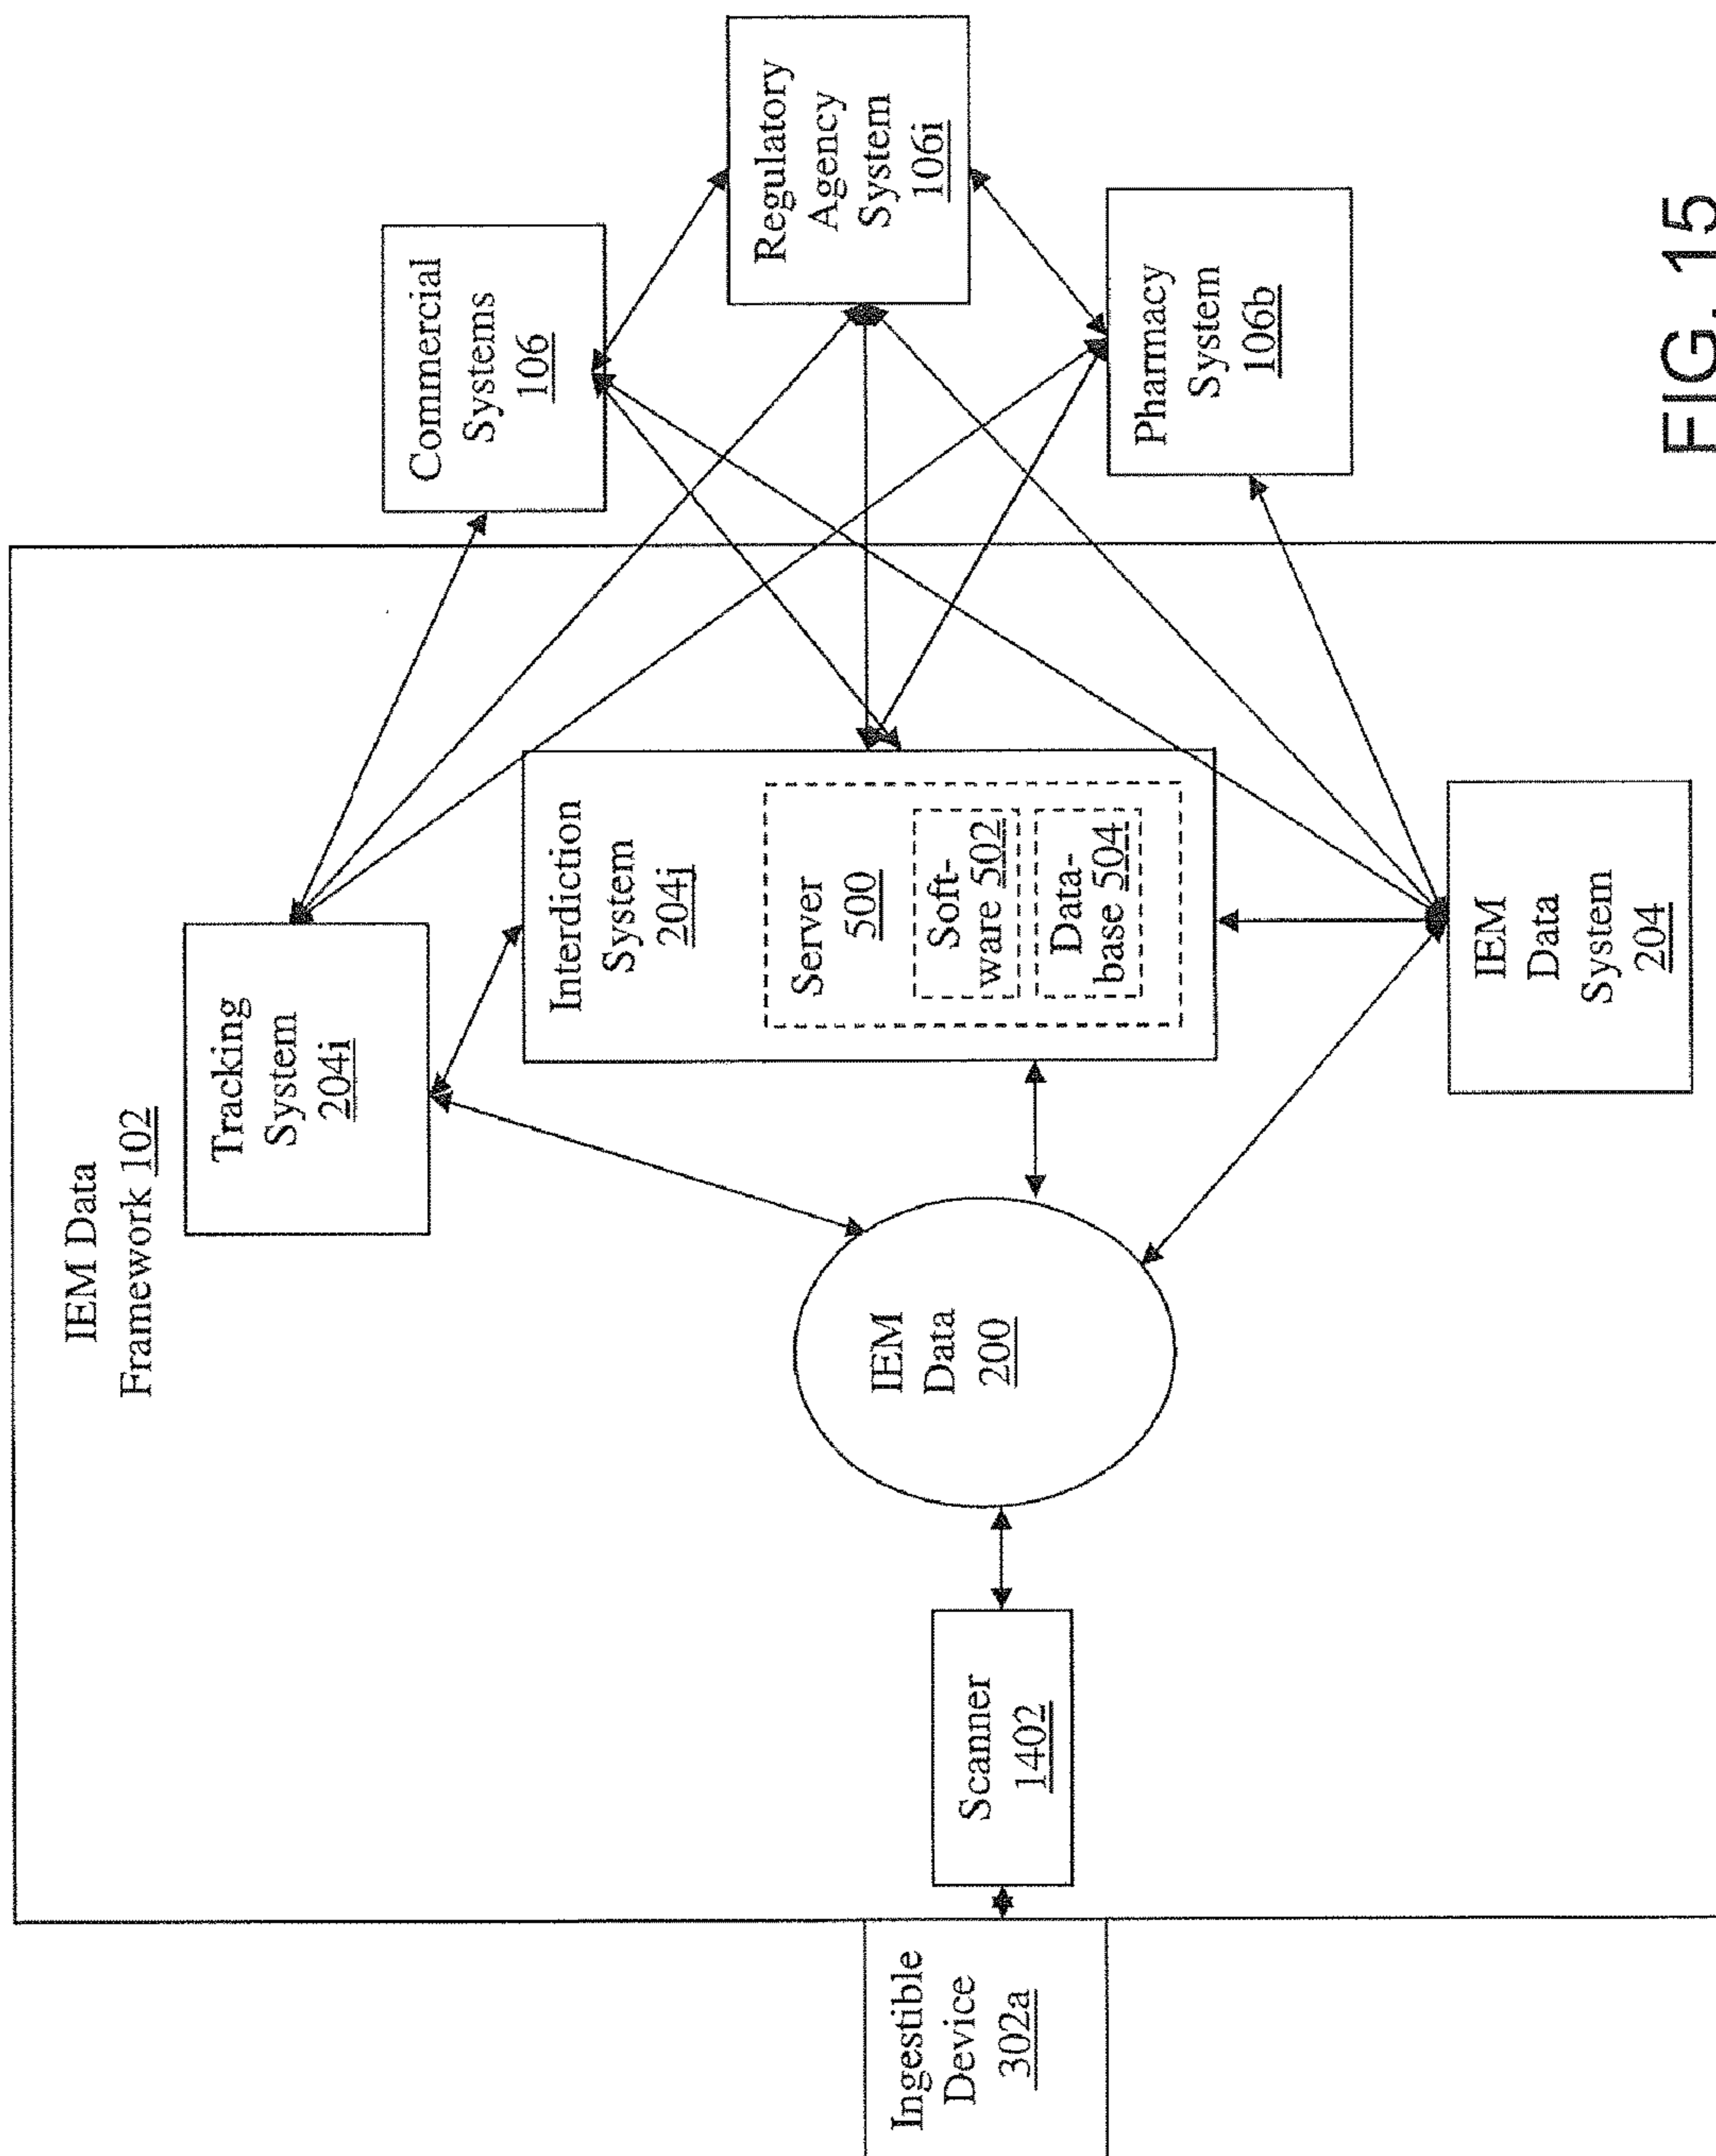 IEM Data
Framework 102
Ingestible
Device
302a
Scanner
1402
IEM
Data
200
Tracking
System
204i
Interdiction
System
204j
Server
500
Soft-
ware 502
Data-
base 504
IEM
Data
System
204
Commercial
Systems
106
Regulatory
Agency
System
106i
Pharmacy
System
106b
FIG. 15